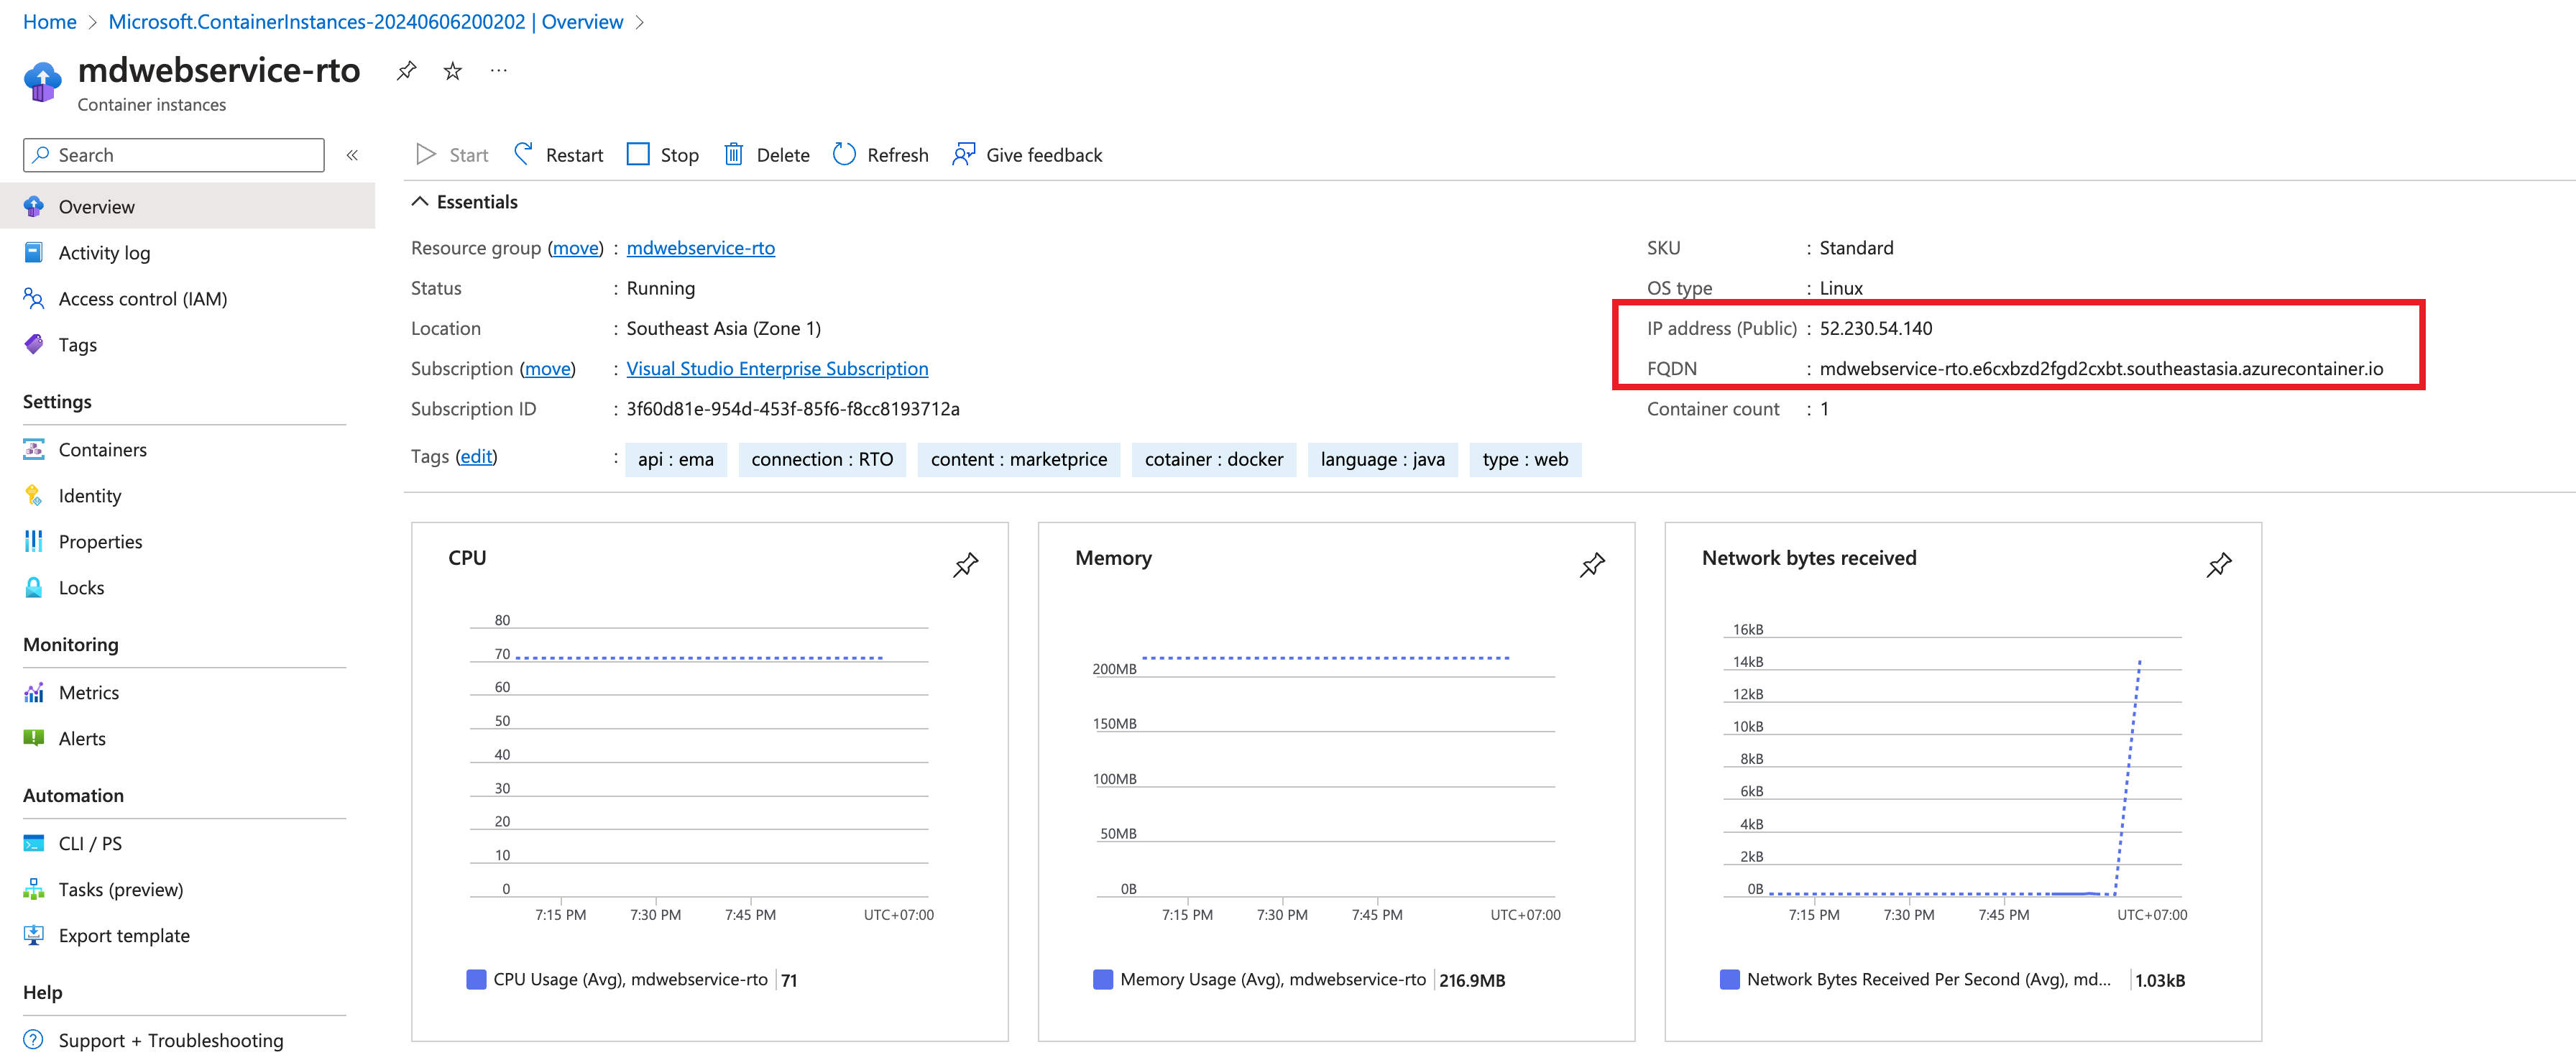 Home > Microsoft.ContainerInstances-20240606200202 | Overview >
mdwebservice-rto
Container instances
Search
Start Restart Stop Delete Refresh Give feedback
Overview
Activity log
Access control (IAM)
Tags
Settings
Containers
Identity
Properties
Locks
Monitoring
Metrics
Alerts
Automation
CLI / PS
Tasks (preview)
Export template
Help
Support + Troubleshooting
Essentials
Resource group (move) : mdwebservice-rto
Status : Running
Location : Southeast Asia (Zone 1)
Subscription (move) : Visual Studio Enterprise Subscription
Subscription ID : 3f60d81e-954d-453f-85f6-f8cc8193712a
SKU : Standard
OS type : Linux
IP address (Public) : 52.230.54.140
FQDN : mdwebservice-rto.e6cxbzd2fgd2cxbt.southeastasia.azurecontainer.io
Container count : 1
Tags (edit) : api : ema connection : RTO content : marketprice cotainer : docker language : java type : web
CPU
80
70
60
50
40
30
20
10
0
7:15 PM 7:30 PM 7:45 PM UTC+07:00
CPU Usage (Avg), mdwebservice-rto 71
Memory
200MB
150MB
100MB
50MB
0B
7:15 PM 7:30 PM 7:45 PM UTC+07:00
Memory Usage (Avg), mdwebservice-rto 216.9MB
Network bytes received
16kB
14kB
12kB
10kB
8kB
6kB
4kB
2kB
0B
7:15 PM 7:30 PM 7:45 PM UTC+07:00
Network Bytes Received Per Second (Avg), md... 1.03kB